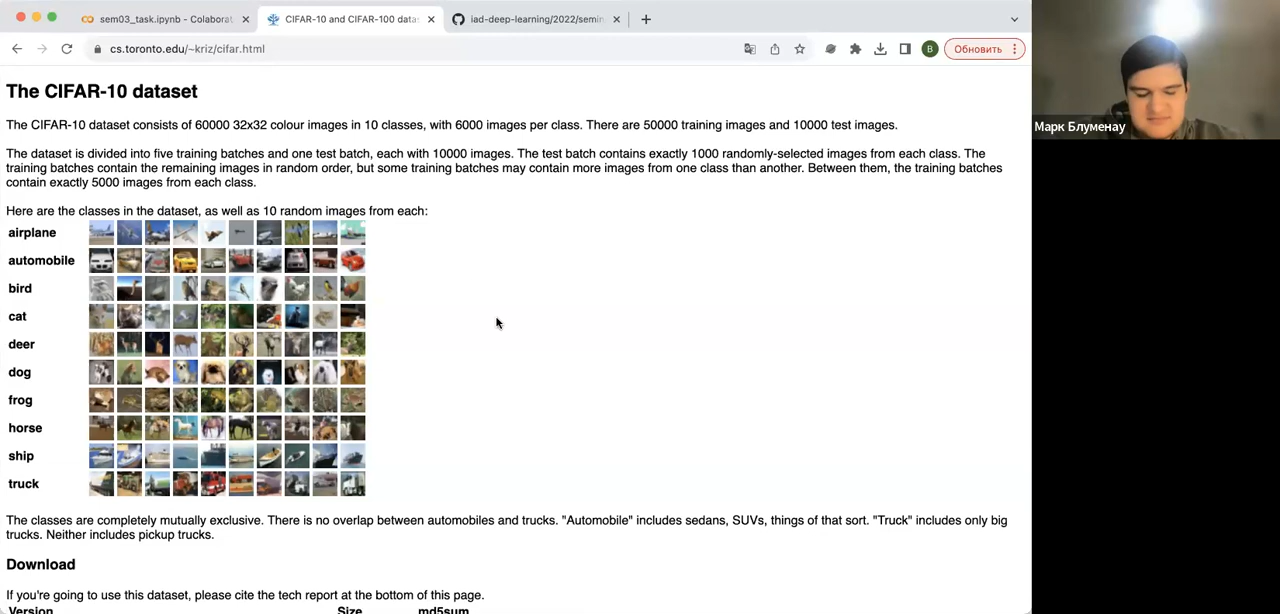 sem03_task.ipynb - Colaborat
CIFAR-10 and CIFAR-100 data
iad-deep-learning/2022/semin
cs.toronto.edu/~kriz/cifar.html
B
Обновить
The CIFAR-10 dataset
The CIFAR-10 dataset consists of 60000 32x32 colour images in 10 classes, with 6000 images per class. There are 50000 training images and 10000 test images.
The dataset is divided into five training batches and one test batch, each with 10000 images. The test batch contains exactly 1000 randomly-selected images from each class. The
training batches contain the remaining images in random order, but some training batches may contain more images from one class than another. Between them, the training batches
contain exactly 5000 images from each class.
Here are the classes in the dataset, as well as 10 random images from each:
airplane
automobile
bird
cat
deer
dog
frog
horse
ship
truck
The classes are completely mutually exclusive. There is no overlap between automobiles and trucks. "Automobile" includes sedans, SUVs, things of that sort. "Truck" includes only big
trucks. Neither includes pickup trucks.
Download
If you're going to use this dataset, please cite the tech report at the bottom of this page.
Version Size md5sum
Марк Блуменау